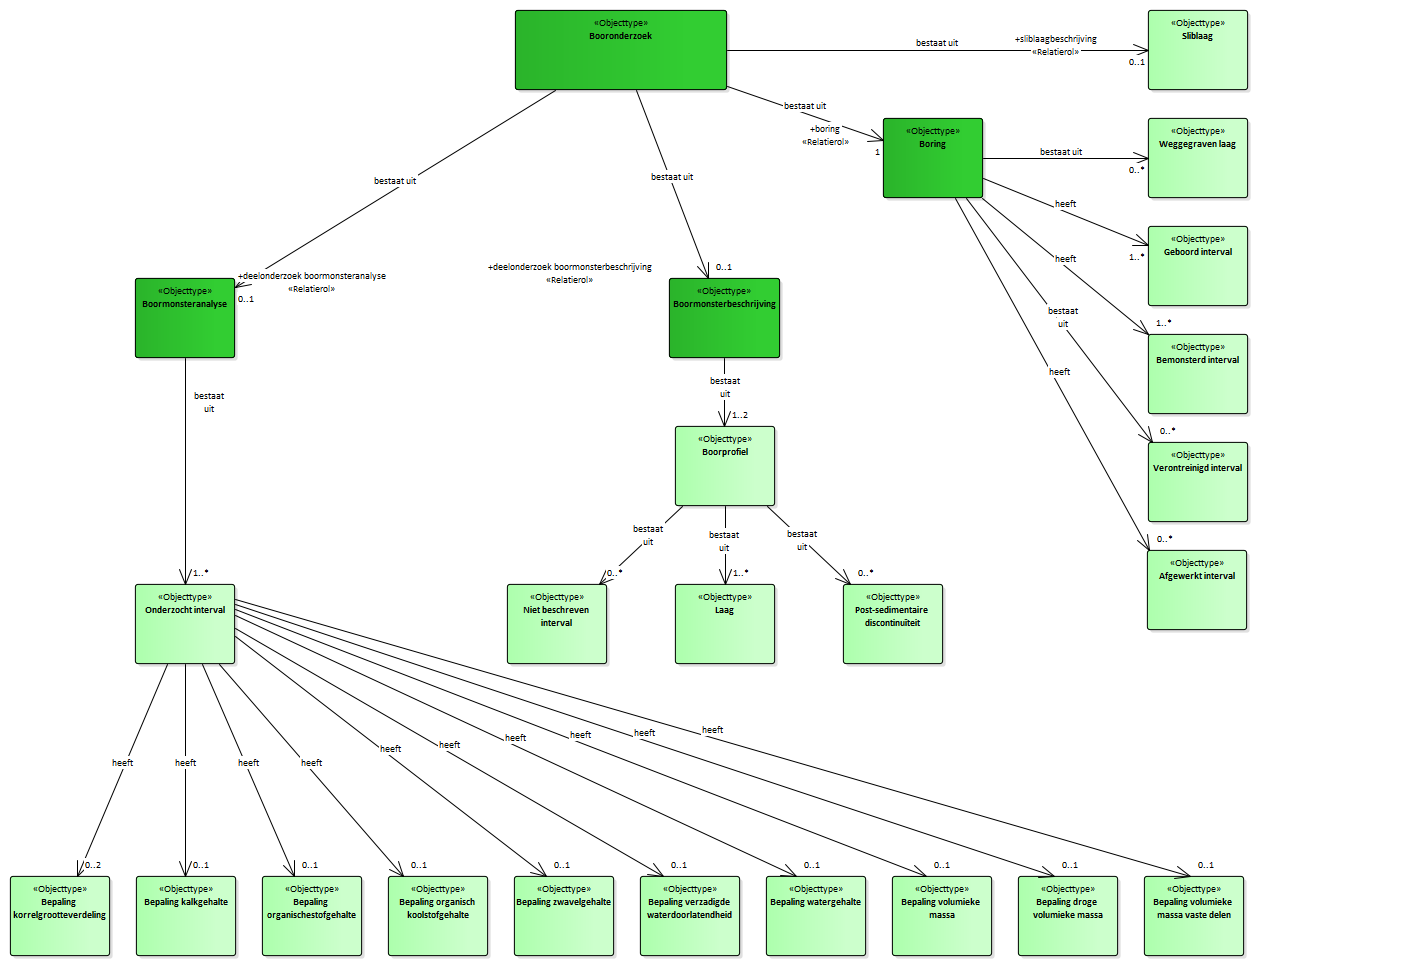 «Objecttype»
Booronderzoek
«Objecttype»
Sliblaag
bestaat uit
+sliblaagbeschrijving
«Relatierol»
0..1
bestaat uit
+boring
«Relatierol»
1
«Objecttype»
Boring
bestaat uit
0..*
«Objecttype»
Weggegraven laag
bestaat uit
bestaat uit
heeft
1..*
«Objecttype»
Geboord interval
heeft
1..*
«Objecttype»
Bemonsterd interval
bestaat
uit
0..*
«Objecttype»
Verontreinigd interval
heeft
0..*
«Objecttype»
Afgewerkt interval
+deelonderzoek boormonsteranalyse
«Relatierol»
0..1
+deelonderzoek boormonsterbeschrijving
«Relatierol»
0..1
«Objecttype»
Boormonsteranalyse
«Objecttype»
Boormonsterbeschrijving
bestaat
uit
bestaat
uit
1..2
«Objecttype»
Boorprofiel
bestaat
uit
bestaat
uit
bestaat
uit
1..*
0..*
1..*
0..*
«Objecttype»
Onderzocht interval
«Objecttype»
Niet beschreven
interval
«Objecttype»
Laag
«Objecttype»
Post-sedimentaire
discontinuïteit
heeft
heeft
heeft
heeft
heeft
heeft
heeft
heeft
heeft
heeft
0..2
0..1
0..1
0..1
0..1
0..1
0..1
0..1
0..1
0..1
«Objecttype»
Bepaling
korrelgrootteverdeling
«Objecttype»
Bepaling kalkgehalte
«Objecttype»
Bepaling
organischestofgehalte
«Objecttype»
Bepaling organisch
koolstofgehalte
«Objecttype»
Bepaling zwavelgehalte
«Objecttype»
Bepaling verzadigde
waterdoorlatendheid
«Objecttype»
Bepaling watergehalte
«Objecttype»
Bepaling volumieke
massa
«Objecttype»
Bepaling droge
volumieke massa
«Objecttype»
Bepaling volumieke
massa vaste delen